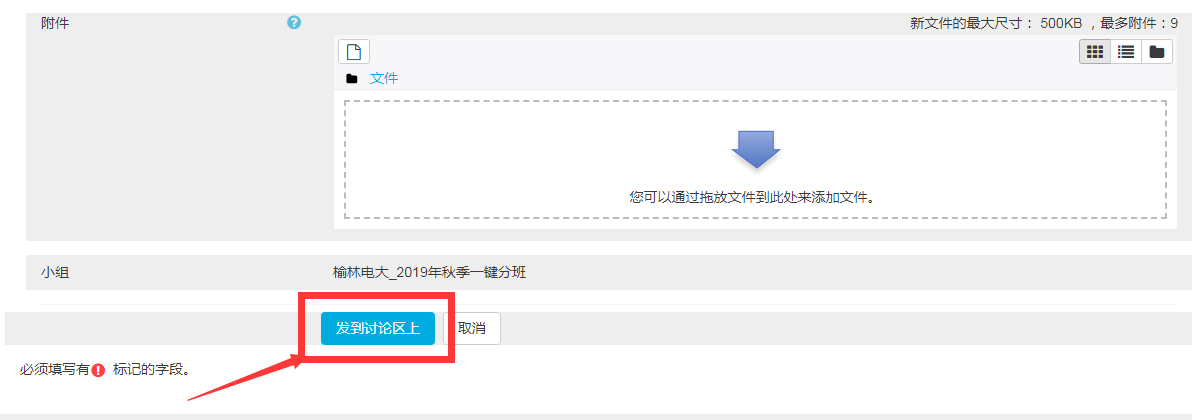 附件 新文件的最大尺寸： 500KB ，最多附件：9
文件
您可以通过拖放文件到此处来添加文件。
小组 榆林电大_2019年秋季一键分班
发到讨论区上 取消
必须填写有 标记的字段。